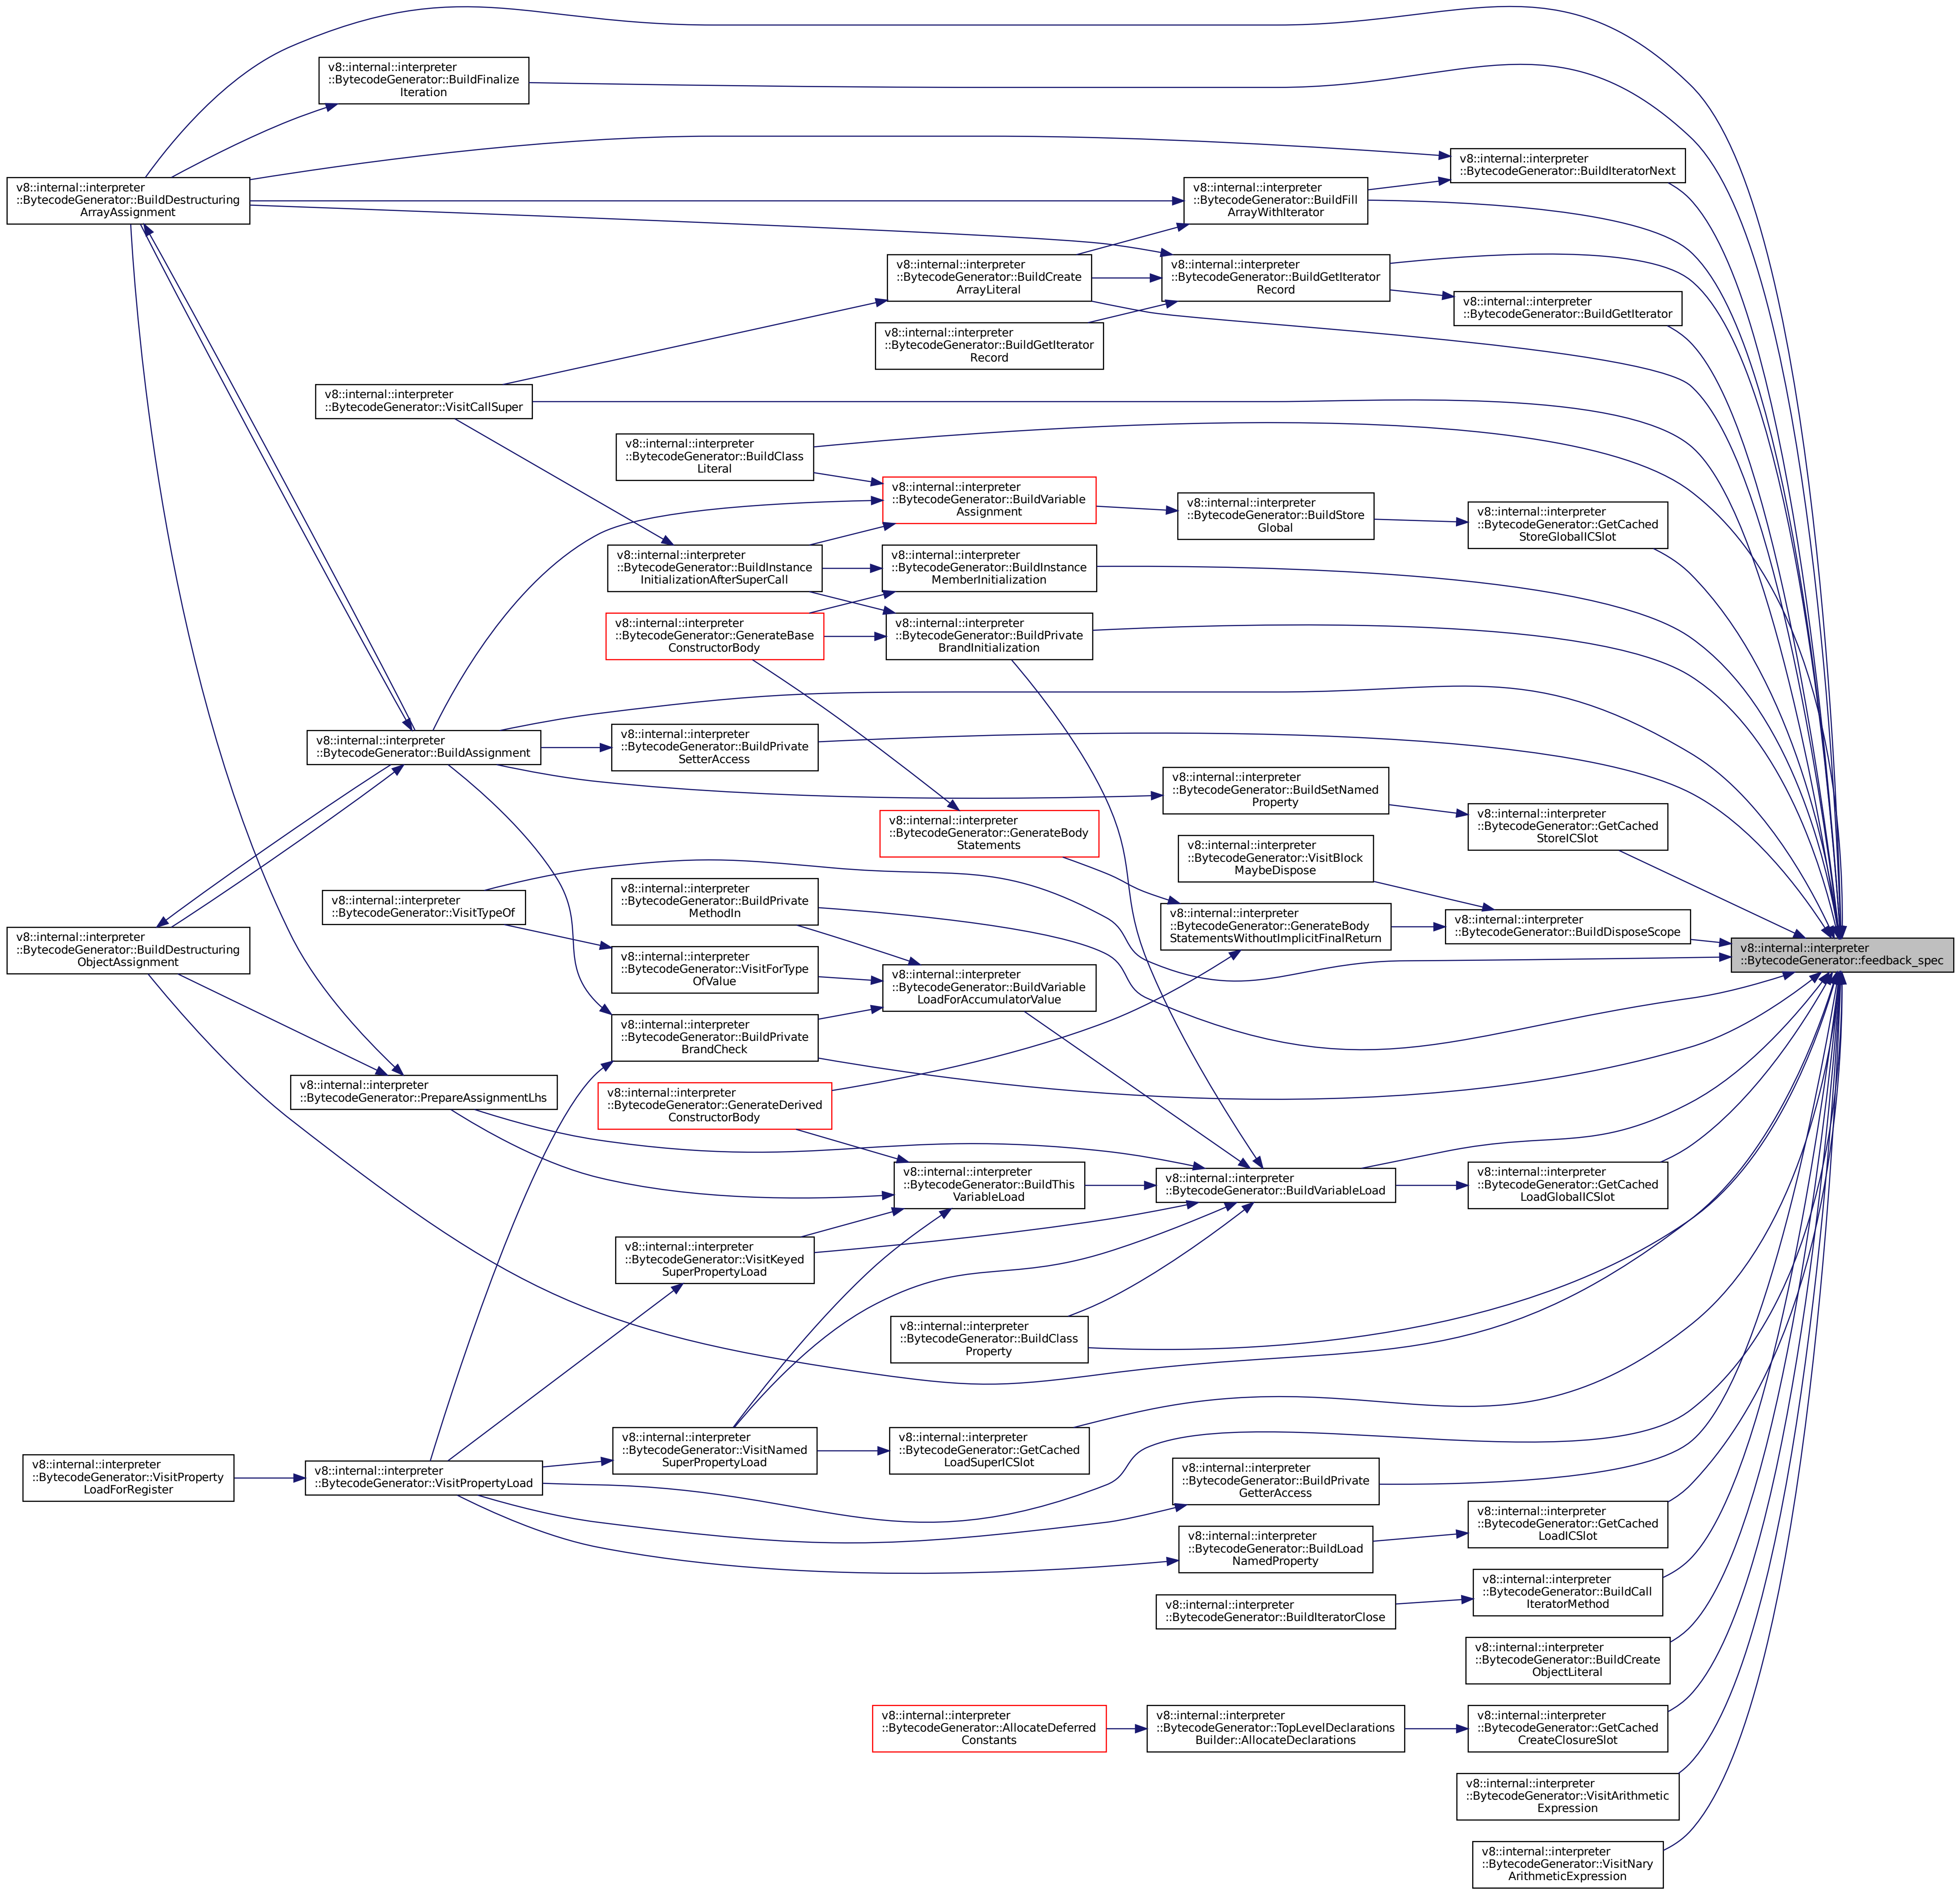 v8::internal::interpreter
::BytecodeGenerator::BuildFinalize
Iteration
v8::internal::interpreter
::BytecodeGenerator::BuildIteratorNext
v8::internal::interpreter
::BytecodeGenerator::BuildDestructuring
ArrayAssignment
v8::internal::interpreter
::BytecodeGenerator::BuildFill
ArrayWithIterator
v8::internal::interpreter
::BytecodeGenerator::BuildCreate
ArrayLiteral
v8::internal::interpreter
::BytecodeGenerator::BuildGetIterator
Record
v8::internal::interpreter
::BytecodeGenerator::BuildGetIterator
v8::internal::interpreter
::BytecodeGenerator::BuildGetIterator
Record
v8::internal::interpreter
::BytecodeGenerator::VisitCallSuper
v8::internal::interpreter
::BytecodeGenerator::BuildClass
Literal
v8::internal::interpreter
::BytecodeGenerator::BuildVariable
Assignment
v8::internal::interpreter
::BytecodeGenerator::BuildStore
Global
v8::internal::interpreter
::BytecodeGenerator::GetCached
StoreGlobalICSlot
v8::internal::interpreter
::BytecodeGenerator::BuildInstance
InitializationAfterSuperCall
v8::internal::interpreter
::BytecodeGenerator::BuildInstance
MemberInitialization
v8::internal::interpreter
::BytecodeGenerator::GenerateBase
ConstructorBody
v8::internal::interpreter
::BytecodeGenerator::BuildPrivate
BrandInitialization
v8::internal::interpreter
::BytecodeGenerator::BuildAssignment
v8::internal::interpreter
::BytecodeGenerator::BuildPrivate
SetterAccess
v8::internal::interpreter
::BytecodeGenerator::BuildSetNamed
Property
v8::internal::interpreter
::BytecodeGenerator::GenerateBody
Statements
v8::internal::interpreter
::BytecodeGenerator::GetCached
StoreICSlot
v8::internal::interpreter
::BytecodeGenerator::VisitBlock
MaybeDispose
v8::internal::interpreter
::BytecodeGenerator::VisitTypeOf
v8::internal::interpreter
::BytecodeGenerator::BuildPrivate
MethodIn
v8::internal::interpreter
::BytecodeGenerator::GenerateBody
StatementsWithoutImplicitFinalReturn
v8::internal::interpreter
::BytecodeGenerator::BuildDisposeScope
v8::internal::interpreter
::BytecodeGenerator::feedback_spec
v8::internal::interpreter
::BytecodeGenerator::BuildDestructuring
ObjectAssignment
v8::internal::interpreter
::BytecodeGenerator::VisitForType
OfValue
v8::internal::interpreter
::BytecodeGenerator::BuildVariable
LoadForAccumulatorValue
v8::internal::interpreter
::BytecodeGenerator::BuildPrivate
BrandCheck
v8::internal::interpreter
::BytecodeGenerator::PrepareAssignmentLhs
v8::internal::interpreter
::BytecodeGenerator::GenerateDerived
ConstructorBody
v8::internal::interpreter
::BytecodeGenerator::BuildThis
VariableLoad
v8::internal::interpreter
::BytecodeGenerator::BuildVariableLoad
v8::internal::interpreter
::BytecodeGenerator::GetCached
LoadGlobalICSlot
v8::internal::interpreter
::BytecodeGenerator::VisitKeyed
SuperPropertyLoad
v8::internal::interpreter
::BytecodeGenerator::BuildClass
Property
v8::internal::interpreter
::BytecodeGenerator::VisitNamed
SuperPropertyLoad
v8::internal::interpreter
::BytecodeGenerator::GetCached
LoadSuperICSlot
v8::internal::interpreter
::BytecodeGenerator::VisitProperty
LoadForRegister
v8::internal::interpreter
::BytecodeGenerator::VisitPropertyLoad
v8::internal::interpreter
::BytecodeGenerator::BuildPrivate
GetterAccess
v8::internal::interpreter
::BytecodeGenerator::GetCached
LoadICSlot
v8::internal::interpreter
::BytecodeGenerator::BuildLoad
NamedProperty
v8::internal::interpreter
::BytecodeGenerator::BuildCall
IteratorMethod
v8::internal::interpreter
::BytecodeGenerator::BuildIteratorClose
v8::internal::interpreter
::BytecodeGenerator::BuildCreate
ObjectLiteral
v8::internal::interpreter
::BytecodeGenerator::AllocateDeferred
Constants
v8::internal::interpreter
::BytecodeGenerator::TopLevelDeclarations
Builder::AllocateDeclarations
v8::internal::interpreter
::BytecodeGenerator::GetCached
CreateClosureSlot
v8::internal::interpreter
::BytecodeGenerator::VisitArithmetic
Expression
v8::internal::interpreter
::BytecodeGenerator::VisitNary
ArithmeticExpression